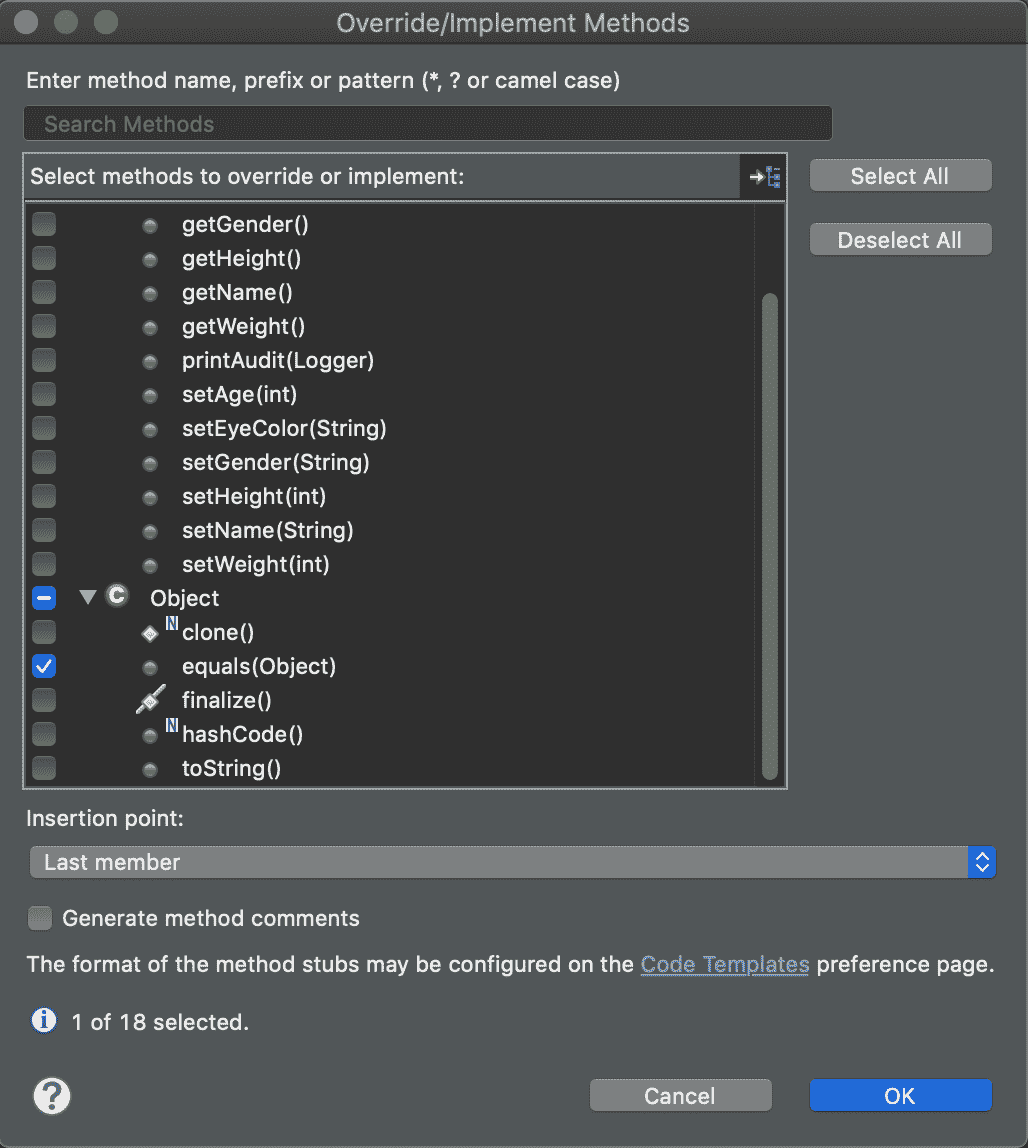 Override/Implement Methods
Enter method name, prefix or pattern (*, ? or camel case)
Search Methods
Select methods to override or implement:
Select All
Deselect All
getGender()
getHeight()
getName()
getWeight()
printAudit(Logger)
setAge(int)
setEyeColor(String)
setGender(String)
setHeight(int)
setName(String)
setWeight(int)
C Object
N clone()
equals(Object)
finalize()
N hashCode()
toString()
Insertion point:
Last member
Generate method comments
The format of the method stubs may be configured on the Code Templates preference page.
i 1 of 18 selected.
? Cancel OK